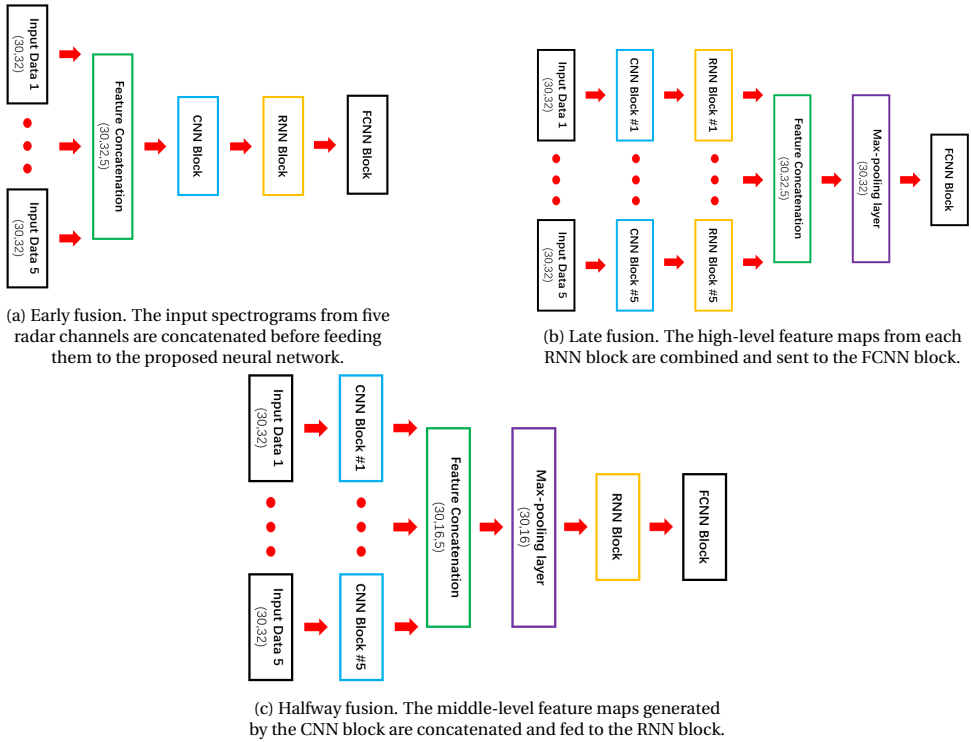 Input Data 1
(30,32)
Input Data 5
(30,32)
Feature Concatenation
(30,32,5)
CNN Block
RNN Block
FCNN Block
(a) Early fusion. The input spectrograms from five
radar channels are concatenated before feeding
them to the proposed neural network.
Input Data 1
(30,32)
Input Data 5
(30,32)
CNN Block #1
CNN Block #5
RNN Block #1
RNN Block #5
Feature Concatenation
(30,32,5)
Max-pooling layer
(30,32)
FCNN Block
(b) Late fusion. The high-level feature maps from each
RNN block are combined and sent to the FCNN block.
Input Data 1
(30,32)
Input Data 5
(30,32)
CNN Block #1
CNN Block #5
Feature Concatenation
(30,16,5)
Max-pooling layer
(30,16)
RNN Block
FCNN Block
(c) Halfway fusion. The middle-level feature maps generated
by the CNN block are concatenated and fed to the RNN block.